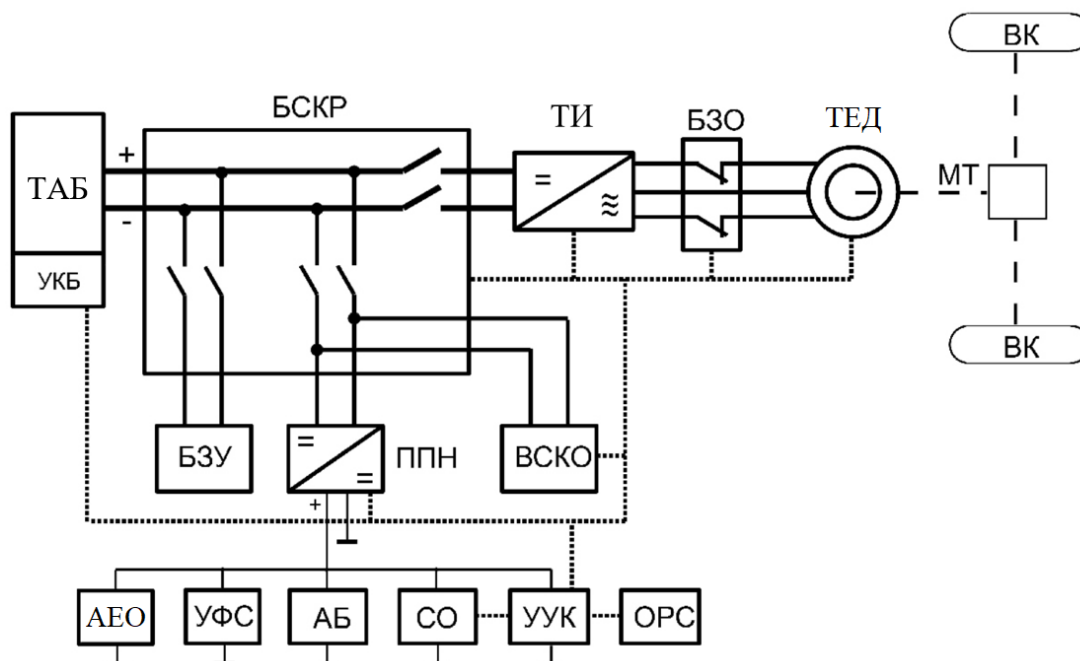 ВК
БСКР
ТИ
БЗО
ТЕД
ТАБ
+
-
=
≈
МТ
УКБ
ВК
БЗУ
=
=
ППН
ВСКО
+
АЕО
УФС
АБ
СО
УУК
ОРС